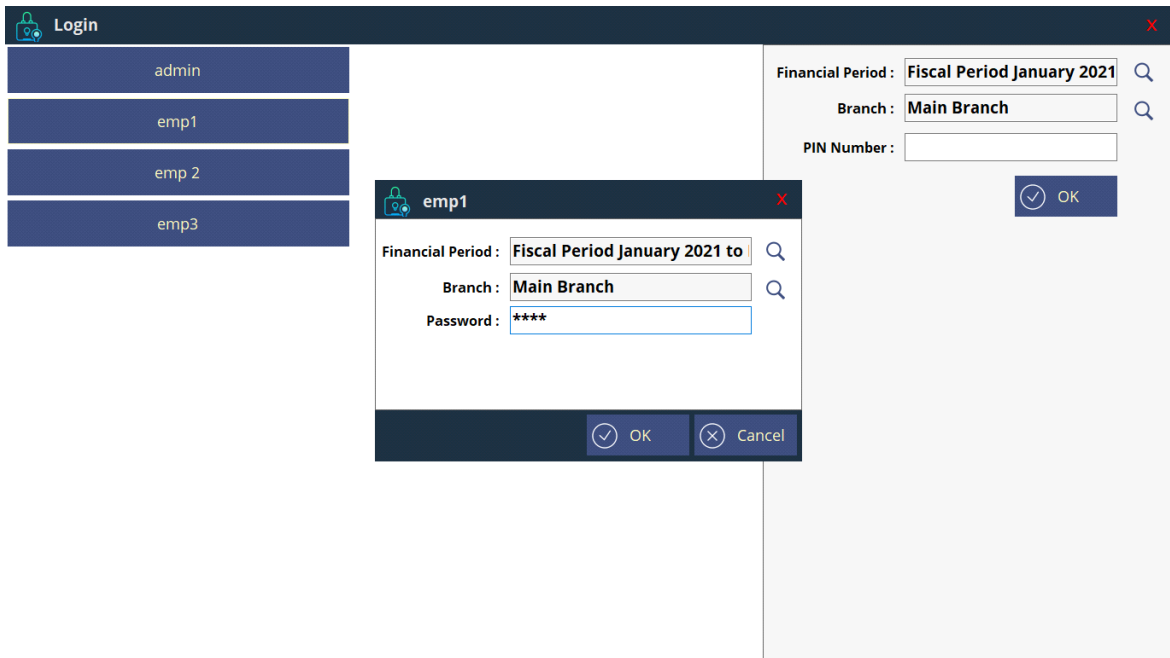 Login X
admin
emp1
emp 2
emp3
Financial Period : Fiscal Period January 2021
Branch : Main Branch
PIN Number :
OK
emp1 X
Financial Period : Fiscal Period January 2021 to
Branch : Main Branch
Password : ****
OK Cancel